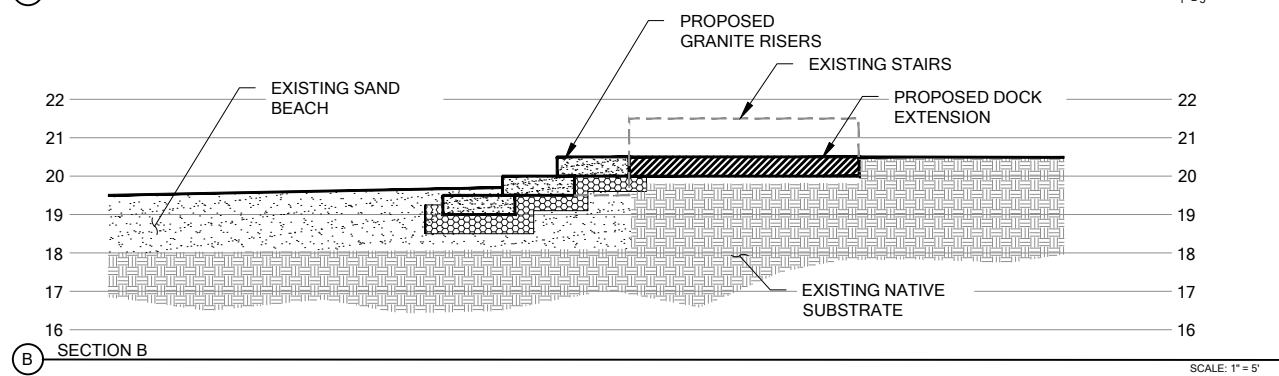 PROPOSED
GRANITE RISERS
EXISTING STAIRS
EXISTING SAND
BEACH
PROPOSED DOCK
EXTENSION
22
22
21
21
20
20
19
19
18
18
EXISTING NATIVE
SUBSTRATE
17
17
16
16
B
SECTION B
SCALE: 1" = 5'